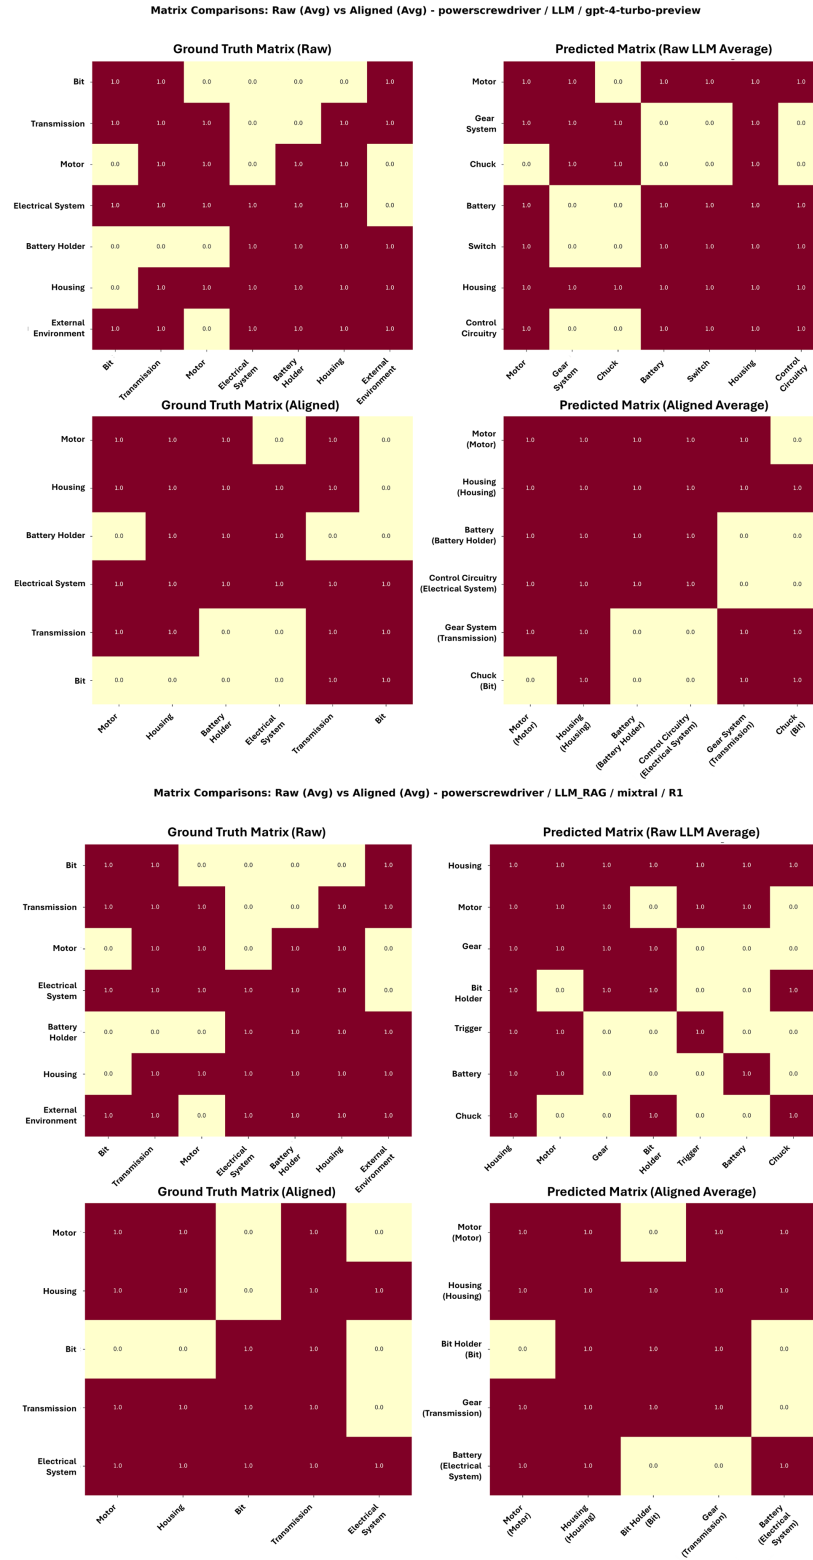 Matrix Comparisons: Raw (Avg) vs Aligned (Avg) - powerscrewdriver / LLM / gpt-4-turbo-preview
Ground Truth Matrix (Raw)
Bit 1.0 1.0 0.0 0.0 0.0 0.0 1.0
Transmission 1.0 1.0 1.0 0.0 0.0 1.0 1.0
Motor 0.0 1.0 1.0 0.0 1.0 1.0 0.0
Electrical System 1.0 1.0 1.0 1.0 1.0 1.0 0.0
Battery Holder 0.0 0.0 0.0 1.0 1.0 1.0 1.0
Housing 0.0 1.0 1.0 1.0 1.0 1.0 1.0
External
Environment 1.0 1.0 0.0 1.0 1.0 1.0 1.0
Bit
Transmission
Motor
Electrical
System
Battery
Holder
Housing
External
Environment
Predicted Matrix (Raw LLM Average)
Motor 1.0 1.0 0.0 1.0 1.0 1.0 1.0
Gear
System 1.0 1.0 1.0 0.0 0.0 1.0 0.0
Chuck 0.0 1.0 1.0 0.0 0.0 1.0 0.0
Battery 1.0 0.0 0.0 1.0 1.0 1.0 1.0
Switch 1.0 0.0 0.0 1.0 1.0 1.0 1.0
Housing 1.0 1.0 1.0 1.0 1.0 1.0 1.0
Control
Circuitry 1.0 0.0 0.0 1.0 1.0 1.0 1.0
Motor
Gear
System
Chuck
Battery
Switch
Housing
Control
Circuitry
Ground Truth Matrix (Aligned)
Motor 1.0 1.0 1.0 0.0 1.0 0.0
Housing 1.0 1.0 1.0 1.0 1.0 0.0
Battery Holder 0.0 1.0 1.0 1.0 0.0 0.0
Electrical System 1.0 1.0 1.0 1.0 1.0 1.0
Transmission 1.0 1.0 0.0 0.0 1.0 1.0
Bit 0.0 0.0 0.0 0.0 1.0 1.0
Motor
Housing
Battery
Holder
Electrical
System
Transmission
Bit
Predicted Matrix (Aligned Average)
Motor
(Motor) 1.0 1.0 1.0 1.0 1.0 0.0
Housing
(Housing) 1.0 1.0 1.0 1.0 1.0 1.0
Battery
(Battery Holder) 1.0 1.0 1.0 1.0 0.0 0.0
Control Circuitry
(Electrical System) 1.0 1.0 1.0 1.0 0.0 0.0
Gear System
(Transmission) 1.0 1.0 0.0 0.0 1.0 1.0
Chuck
(Bit) 0.0 1.0 0.0 0.0 1.0 1.0
Motor
(Motor)
Housing
(Housing)
Battery
(Battery Holder)
Control Circuitry
(Electrical System)
Gear System
(Transmission)
Chuck
(Bit)
Matrix Comparisons: Raw (Avg) vs Aligned (Avg) - powerscrewdriver / LLM_RAG / mixtral / R1
Ground Truth Matrix (Raw)
Bit 1.0 1.0 0.0 0.0 0.0 0.0 1.0
Transmission 1.0 1.0 1.0 0.0 0.0 1.0 1.0
Motor 0.0 1.0 1.0 0.0 1.0 1.0 0.0
Electrical
System 1.0 1.0 1.0 1.0 1.0 1.0 0.0
Battery
Holder 0.0 0.0 0.0 1.0 1.0 1.0 1.0
Housing 0.0 1.0 1.0 1.0 1.0 1.0 1.0
External
Environment 1.0 1.0 0.0 1.0 1.0 1.0 1.0
Bit
Transmission
Motor
Electrical
System
Battery
Holder
Housing
External
Environment
Predicted Matrix (Raw LLM Average)
Housing 1.0 1.0 1.0 1.0 1.0 1.0 1.0
Motor 1.0 1.0 1.0 0.0 1.0 1.0 0.0
Gear 1.0 1.0 1.0 1.0 0.0 0.0 0.0
Bit
Holder 1.0 0.0 1.0 1.0 0.0 0.0 1.0
Trigger 1.0 1.0 0.0 0.0 1.0 0.0 0.0
Battery 1.0 1.0 0.0 0.0 0.0 1.0 0.0
Chuck 1.0 0.0 0.0 1.0 0.0 0.0 1.0
Housing
Motor
Gear
Bit
Holder
Trigger
Battery
Chuck
Ground Truth Matrix (Aligned)
Motor 1.0 1.0 0.0 1.0 0.0
Housing 1.0 1.0 0.0 1.0 1.0
Bit 0.0 0.0 1.0 1.0 0.0
Transmission 1.0 1.0 1.0 1.0 0.0
Electrical
System 1.0 1.0 1.0 1.0 1.0
Motor
Housing
Bit
Transmission
Electrical
System
Predicted Matrix (Aligned Average)
Motor
(Motor) 1.0 1.0 0.0 1.0 1.0
Housing
(Housing) 1.0 1.0 1.0 1.0 1.0
Bit Holder
(Bit) 0.0 1.0 1.0 1.0 0.0
Gear
(Transmission) 1.0 1.0 1.0 1.0 0.0
Battery
(Electrical
System) 1.0 1.0 0.0 0.0 1.0
Motor
(Motor)
Housing
(Housing)
Bit Holder
(Bit)
Gear
(Transmission)
Battery
(Electrical
System)